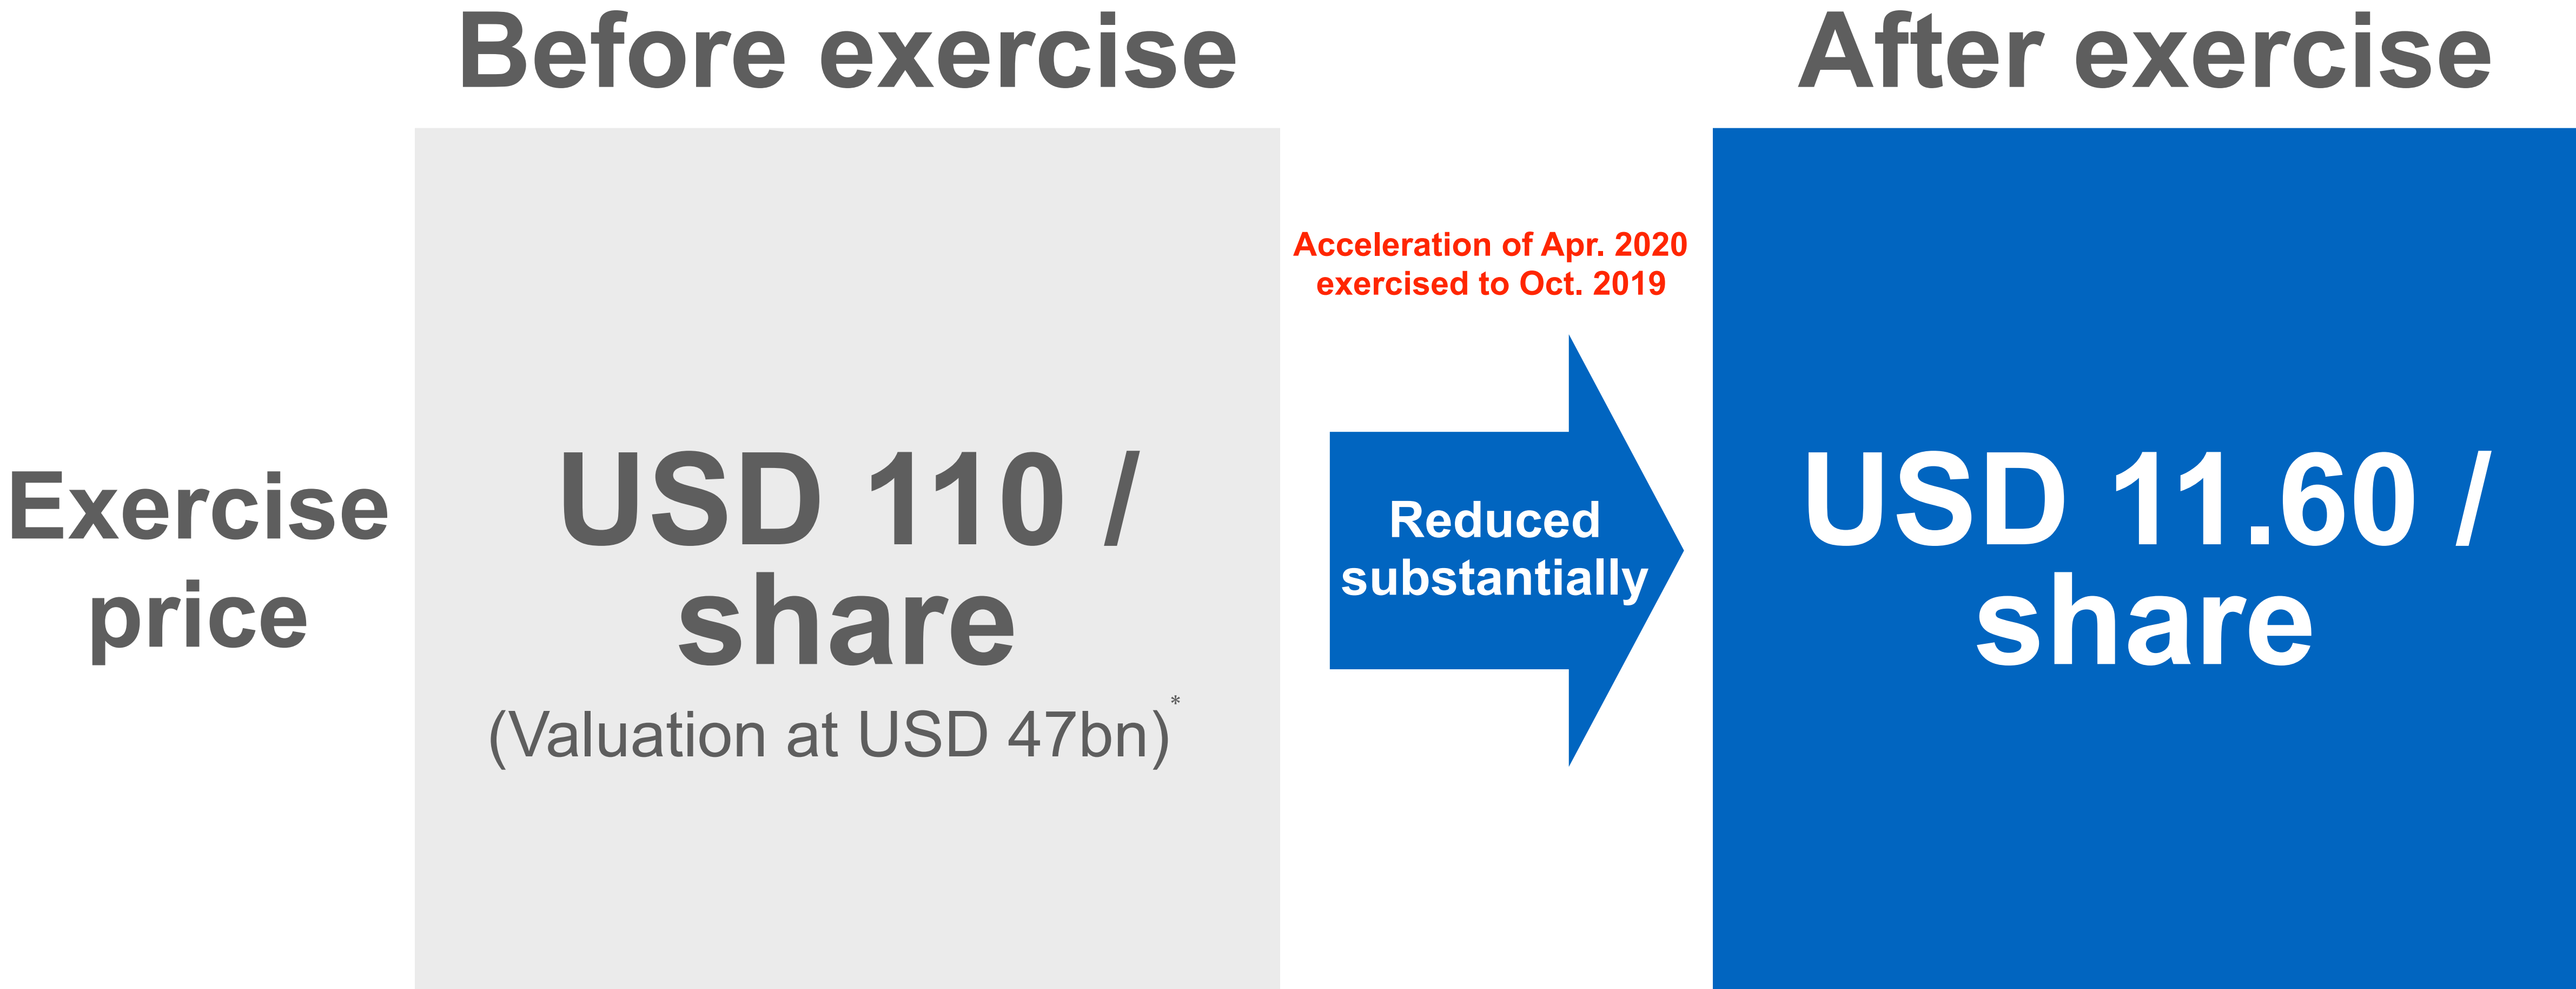 Before exercise
After exercise
Exercise
price
USD 110 /
share
(Valuation at USD 47bn)*
Acceleration of Apr. 2020
exercised to Oct. 2019
Reduced
substantially
USD 11.60 /
share